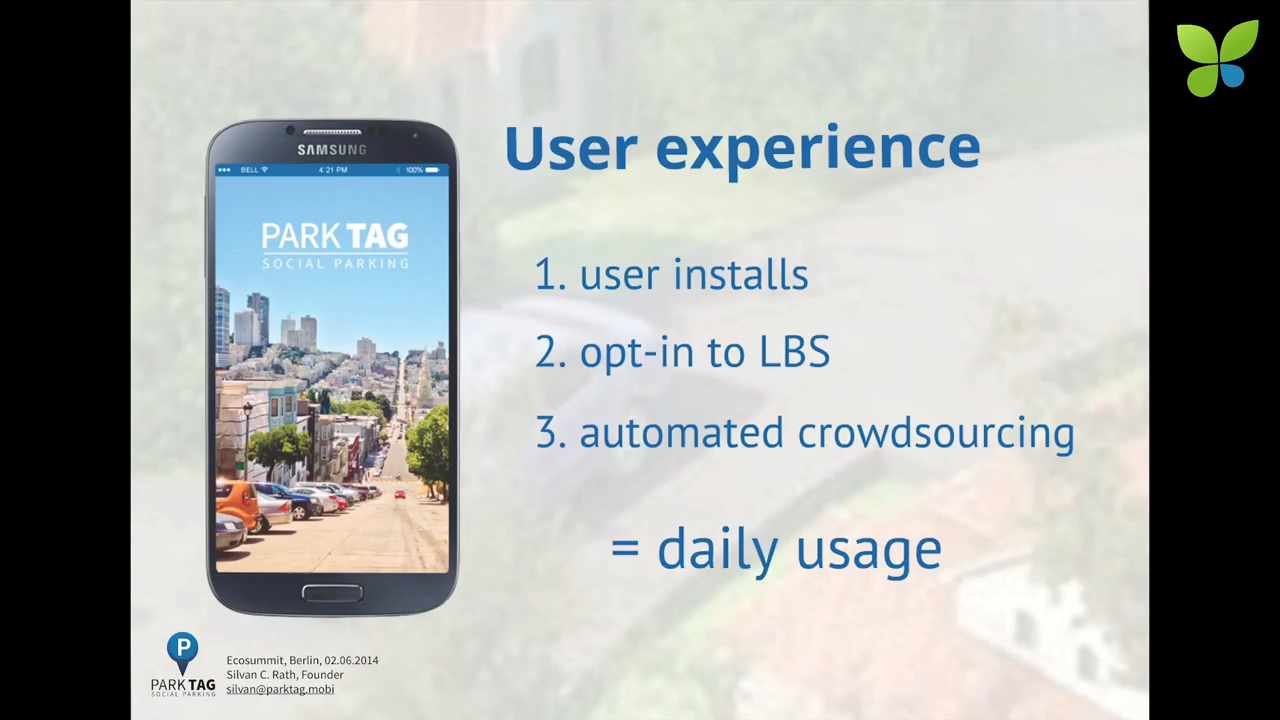 User experience
SAMSUNG
BELL 4:21 PM 100%
PARK TAG
SOCIAL PARKING
1. user installs
2. opt-in to LBS
3. automated crowdsourcing
= daily usage
P
PARK TAG
SOCIAL PARKING
Ecosummit, Berlin, 02.06.2014
Silvan C. Rath, Founder
silvan@parktag.mobi